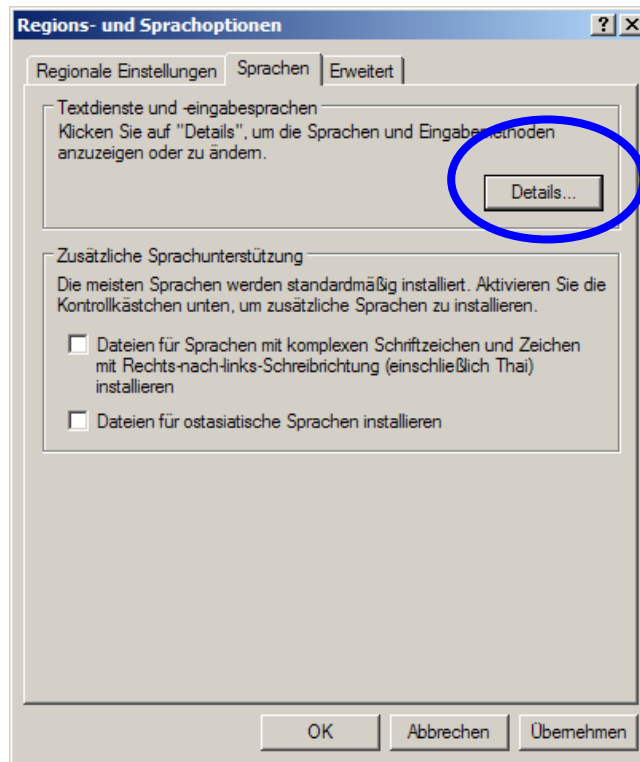 Regions- und Sprachoptionen
Regionale Einstellungen Sprachen Erweitert
Textdienste und -eingabesprachen
Klicken Sie auf "Details", um die Sprachen und Eingabemethoden
anzuzeigen oder zu ändern.
Details...
Zusätzliche Sprachunterstützung
Die meisten Sprachen werden standardmäßig installiert. Aktivieren Sie die
Kontrollkästchen unten, um zusätzliche Sprachen zu installieren.
Dateien für Sprachen mit komplexen Schriftzeichen und Zeichen
mit Rechts-nach-links-Schreibrichtung (einschließlich Thai)
installieren
Dateien für ostasiatische Sprachen installieren
OK Abbrechen Übernehmen